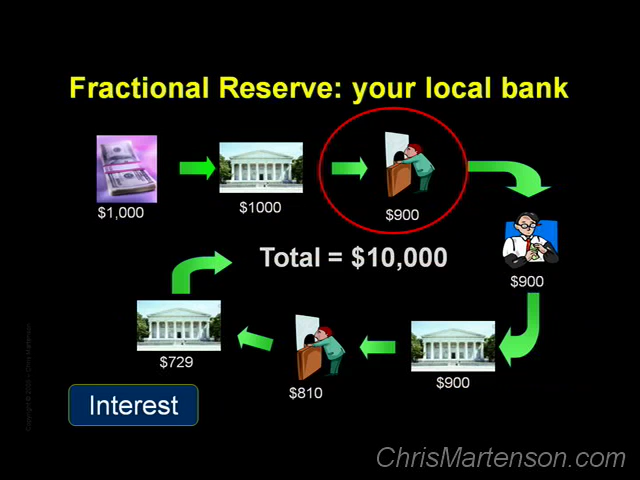 Fractional Reserve: your local bank
$1,000
$1000
$900
$900
Total = $10,000
$729
$810
$900
Interest
ChrisMartenson.com